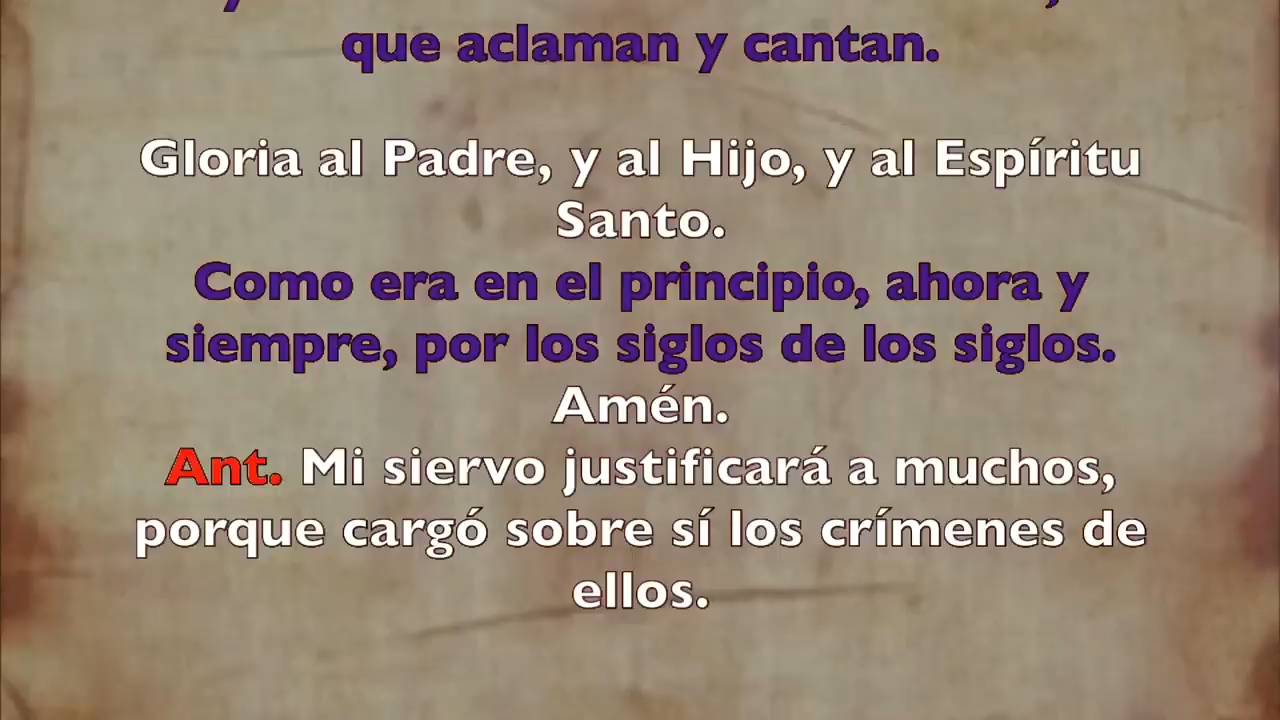 que aclaman y cantan.
Gloria al Padre, y al Hijo, y al Espíritu
Santo.
Como era en el principio, ahora y
siempre, por los siglos de los siglos.
Amén.
Ant. Mi siervo justificará a muchos,
porque cargó sobre sí los crímenes de
ellos.